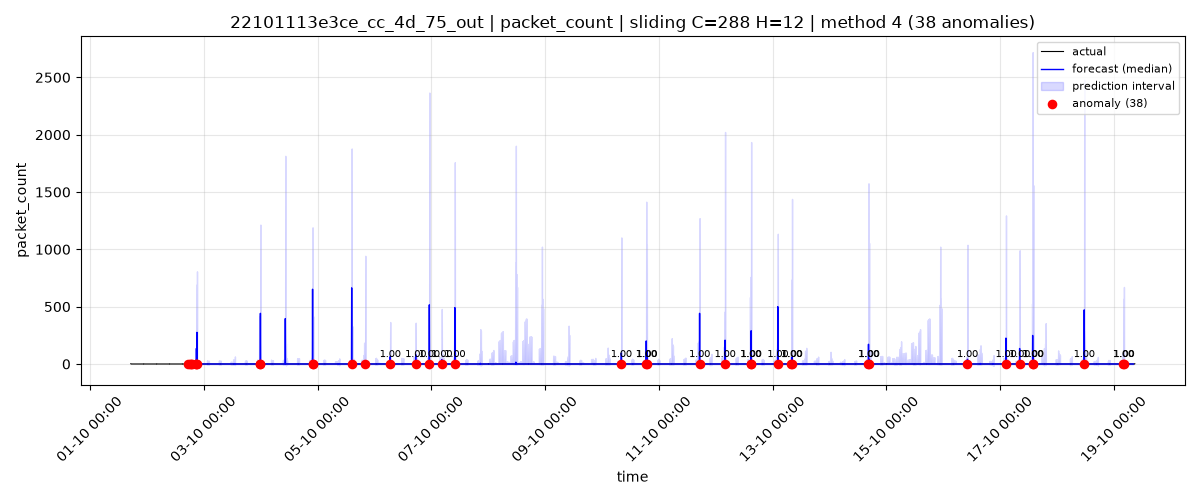 22101113e3ce_cc_4d_75_out | packet_count | sliding C=288 H=12 | method 4 (38 anomalies)
actual
forecast (median)
prediction interval
anomaly (38)
packet_count
2500
2000
1500
1000
500
0
1.00 1.00 1.00 1.00 1.00 1.00 1.00 1.00 1.00 1.00 1.00 1.00 1.00 1.00 1.00 1.00 1.00 1.00
01-10 00:00
03-10 00:00
05-10 00:00
07-10 00:00
09-10 00:00
11-10 00:00
13-10 00:00
15-10 00:00
17-10 00:00
19-10 00:00
time